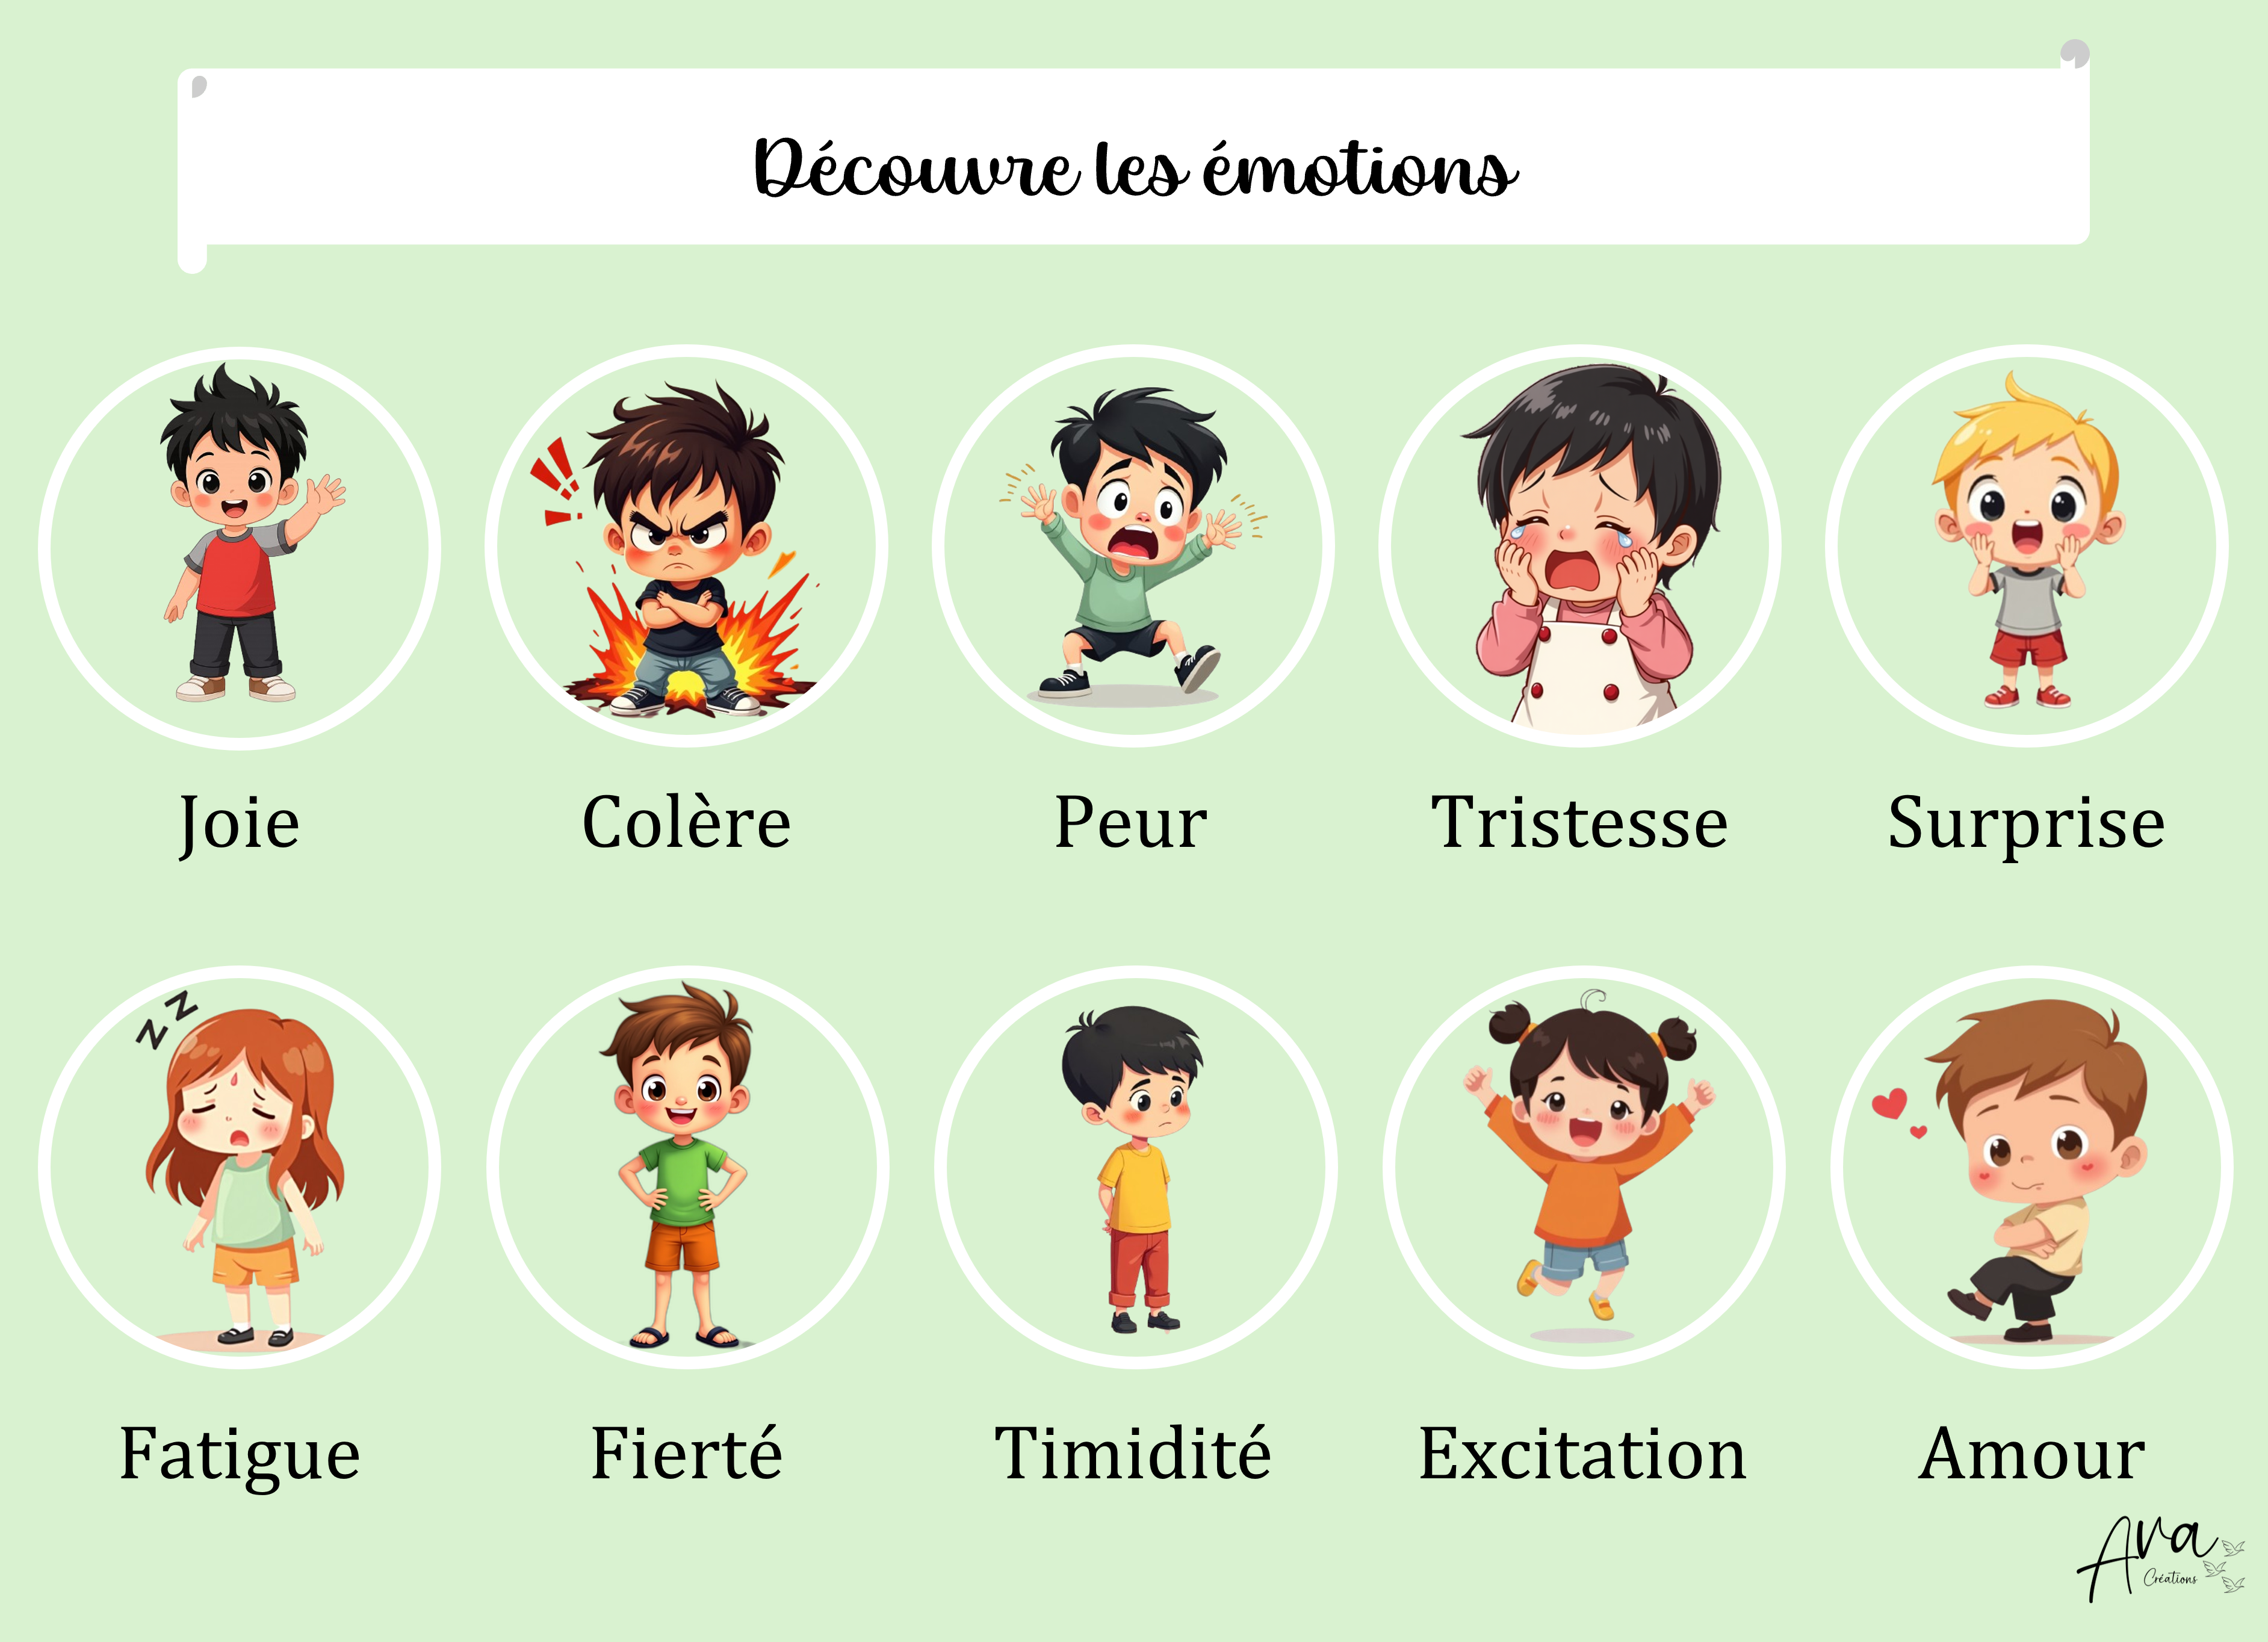 Découvre les émotions
Joie
Colère
Peur
Tristesse
Surprise
Z Z
Fatigue
Fierté
Timidité
Excitation
Amour
Ava
Créations